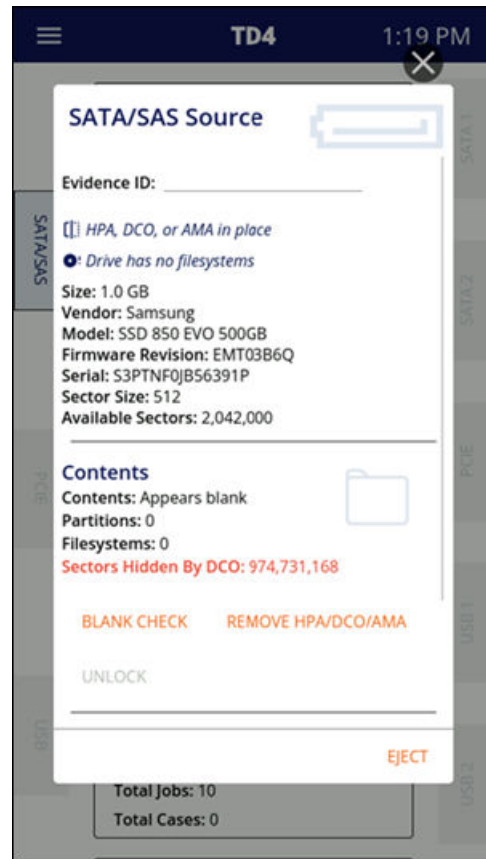 TD4
1:19 PM
SATA/SAS Source
Evidence ID:
HPA, DCO, or AMA in place
Drive has no filesystems
Size: 1.0 GB
Vendor: Samsung
Model: SSD 850 EVO 500GB
Firmware Revision: EMT03B6Q
Serial: S3PTNF0JB56391P
Sector Size: 512
Available Sectors: 2,042,000
Contents
Contents: Appears blank
Partitions: 0
Filesystems: 0
Sectors Hidden By DCO: 974,731,168
BLANK CHECK
REMOVE HPA/DCO/AMA
UNLOCK
EJECT
SATA/SAS
PCIE
USB
SATA 1
SATA 2
PCIE
USB 1
USB 2
Total Jobs: 10
Total Cases: 0